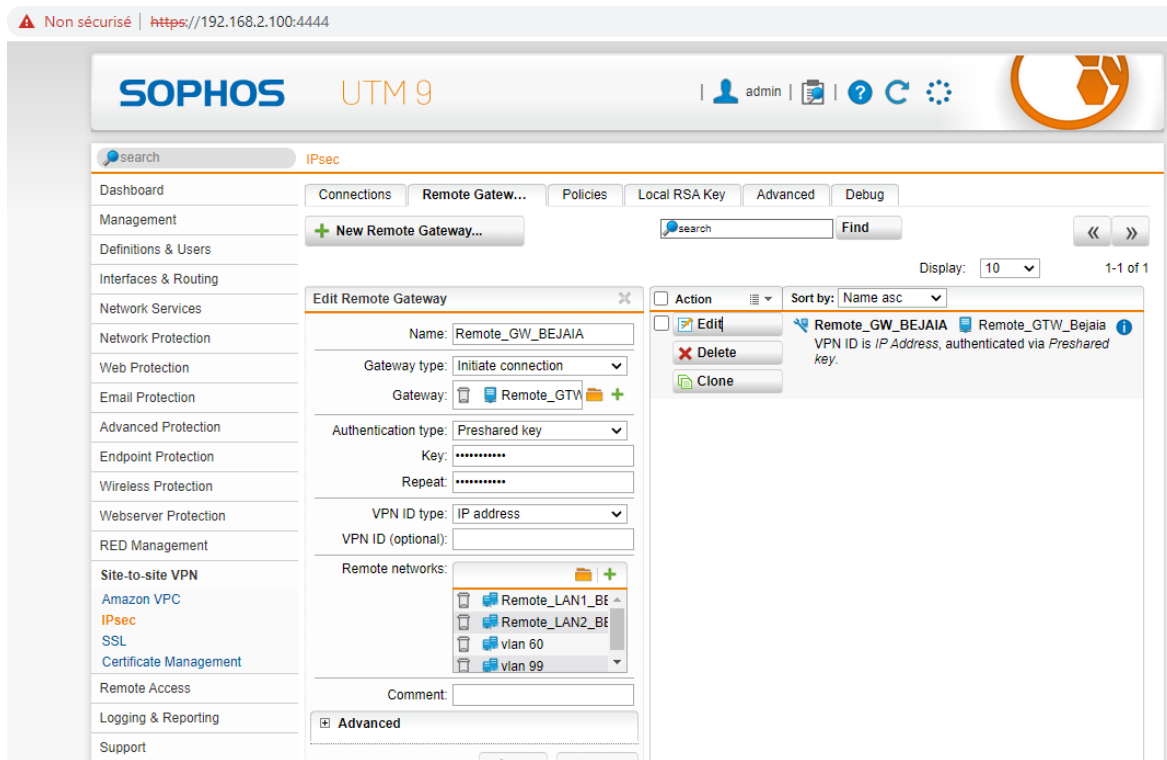 Non sécurisé | https://192.168.2.100:4444
SOPHOS UTM 9
| admin | | ?
search
Dashboard
Management
Definitions & Users
Interfaces & Routing
Network Services
Network Protection
Web Protection
Email Protection
Advanced Protection
Endpoint Protection
Wireless Protection
Webserver Protection
RED Management
Site-to-site VPN
Amazon VPC
IPsec
SSL
Certificate Management
Remote Access
Logging & Reporting
Support
IPsec
Connections Remote Gatew... Policies Local RSA Key Advanced Debug
+ New Remote Gateway...
search Find
« »
Display: 10 1-1 of 1
Edit Remote Gateway
Name: Remote_GW_BEJAIA
Gateway type: Initiate connection
Gateway: Remote_GTW
Authentication type: Preshared key
Key: •••••••••••
Repeat: •••••••••••
VPN ID type: IP address
VPN ID (optional):
Remote networks:
Remote_LAN1_BE
Remote_LAN2_BE
vlan 60
vlan 99
Comment:
Advanced
Action Sort by: Name asc
Edit
Delete
Clone
Remote_GW_BEJAIA Remote_GTW_Bejaia
VPN ID is IP Address, authenticated via Preshared
key.